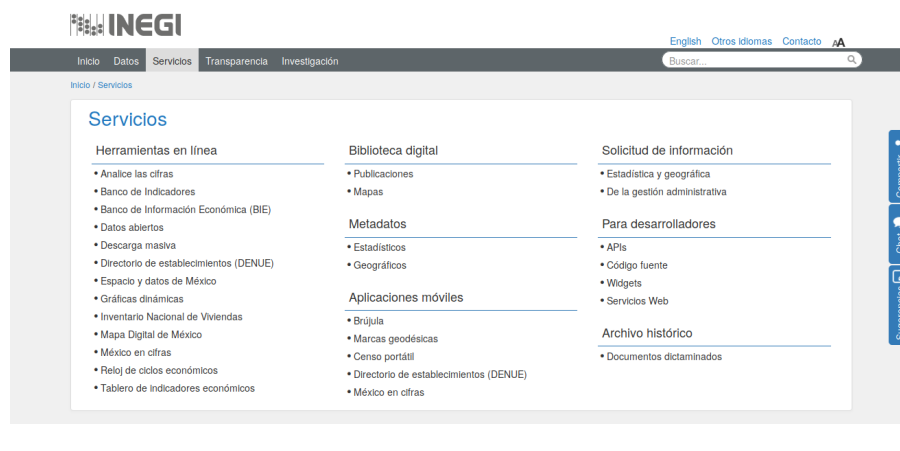 INEGI
English Otros idiomas Contacto AA
Inicio Datos Servicios Transparencia Investigación
Buscar...
Inicio / Servicios
Servicios
Herramientas en línea
• Analice las cifras
• Banco de Indicadores
• Banco de Información Económica (BIE)
• Datos abiertos
• Descarga masiva
• Directorio de establecimientos (DENUE)
• Espacio y datos de México
• Gráficas dinámicas
• Inventario Nacional de Viviendas
• Mapa Digital de México
• México en cifras
• Reloj de ciclos económicos
• Tablero de indicadores económicos
Biblioteca digital
• Publicaciones
• Mapas
Metadatos
• Estadísticos
• Geográficos
Aplicaciones móviles
• Brújula
• Marcas geodésicas
• Censo portátil
• Directorio de establecimientos (DENUE)
• México en cifras
Solicitud de información
• Estadística y geográfica
• De la gestión administrativa
Para desarrolladores
• APIs
• Código fuente
• Widgets
• Servicios Web
Archivo histórico
• Documentos dictaminados